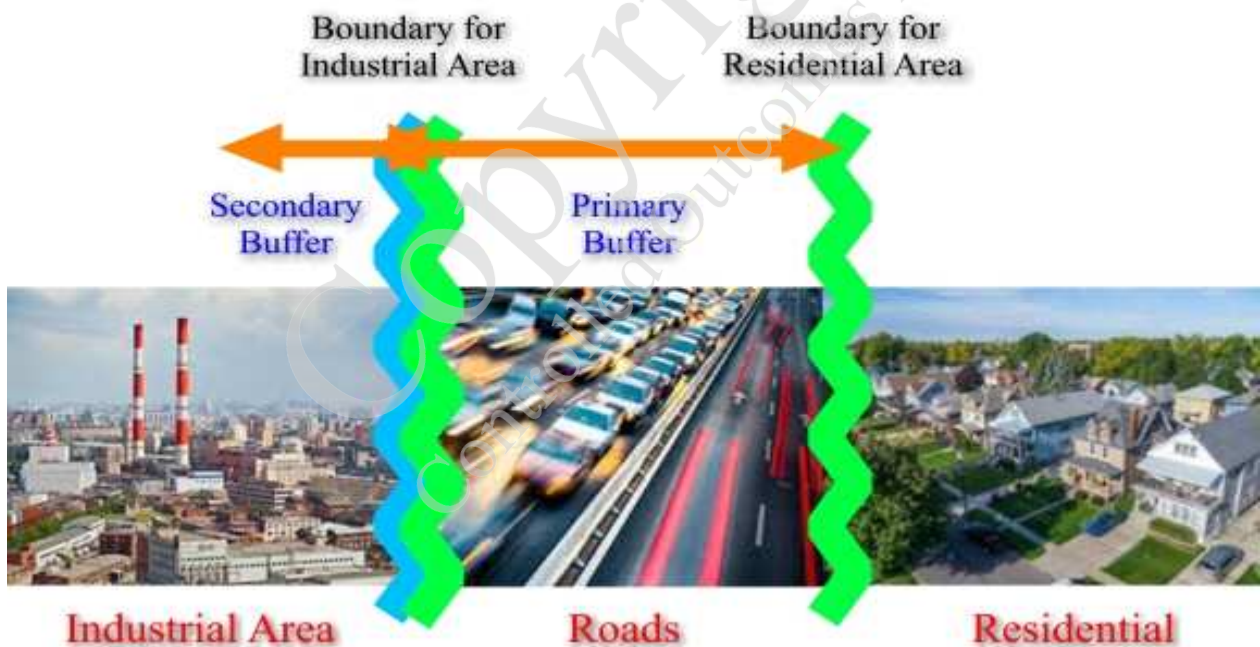 Boundary for
Industrial Area
Boundary for
Residential Area
Secondary
Buffer
Primary
Buffer
Industrial Area
Roads
Residential